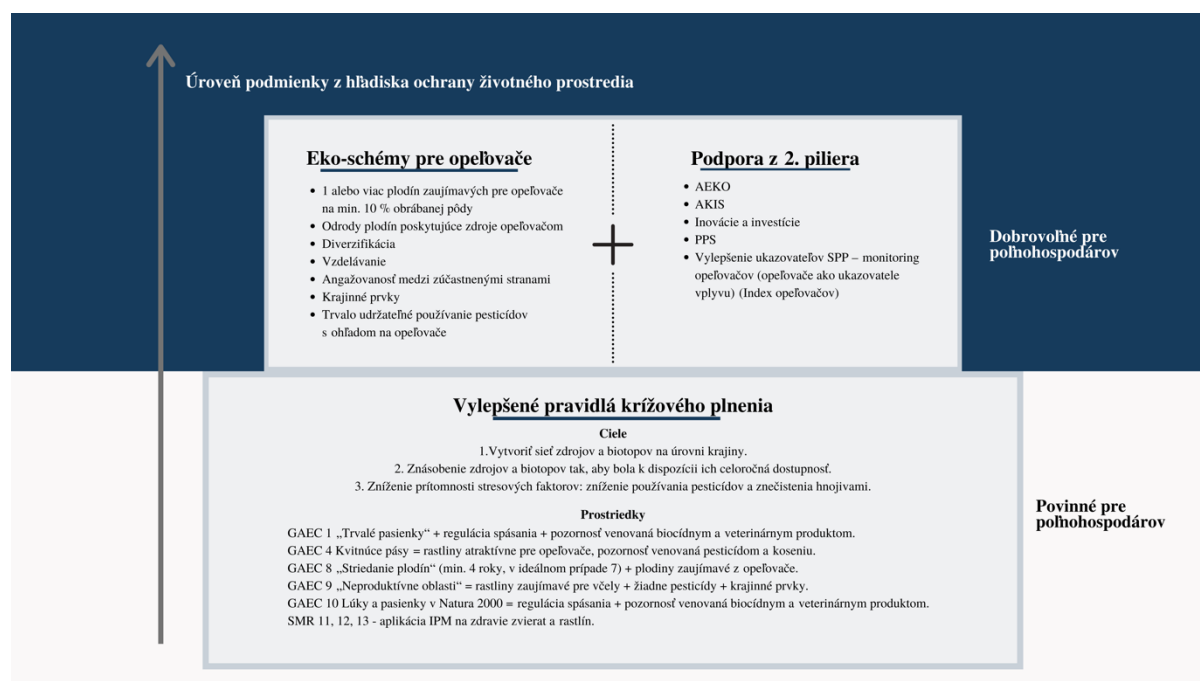 Úroveň podmienky z hľadiska ochrany životného prostredia
Eko-schémy pre opeľovače
• 1 alebo viac plodín zaujímavých pre opeľovače
na min. 10 % obrábanej pôdy
• Odrody plodín poskytujúce zdroje opeľovačom
• Diverzifikácia
• Vzdelávanie
• Angažovanosť medzi zúčastnenými stranami
• Krajinné prvky
• Trvalo udržateľné používanie pesticídov
s ohľadom na opeľovače
+
Podpora z 2. piliera
• AEKO
• AKIS
• Inovácie a investície
• PPS
• Vylepšenie ukazovateľov SPP – monitoring
opeľovačov (opeľovače ako ukazovatele
vplyvu) (Index opeľovačov)
Dobrovoľné pre
poľnohospodárov
Vylepšené pravidlá krížového plnenia
Ciele
1.Vytvoriť sieť zdrojov a biotopov na úrovni krajiny.
2. Znásobenie zdrojov a biotopov tak, aby bola k dispozícii ich celoročná dostupnosť.
3. Zníženie prítomnosti stresových faktorov: zníženie používania pesticídov a znečistenia hnojivami.
Prostriedky
GAEC 1 „Trvalé pasienky“ + regulácia spásania + pozornosť venovaná biocídnym a veterinárnym produktom.
GAEC 4 Kvitnúce pásy = rastliny atraktívne pre opeľovače, pozornosť venovaná pesticídom a koseniu.
GAEC 8 „Striedanie plodín“ (min. 4 roky, v ideálnom prípade 7) + plodiny zaujímavé z opeľovače.
GAEC 9 „Neproduktívne oblasti“ = rastliny zaujímavé pre včely + žiadne pesticídy + krajinné prvky.
GAEC 10 Lúky a pasienky v Natura 2000 = regulácia spásania + pozornosť venovaná biocídnym a veterinárnym produktom.
SMR 11, 12, 13 - aplikácia IPM na zdravie zvierat a rastlín.
Povinné pre
poľnohospodárov